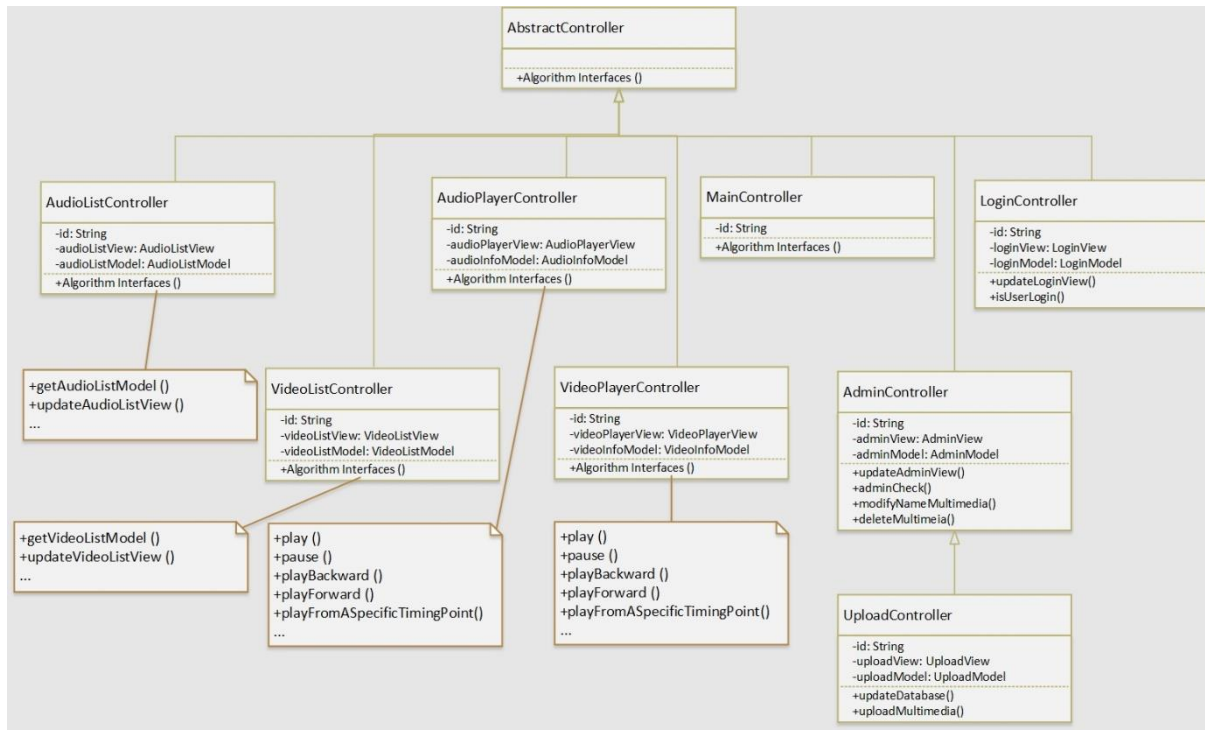 AbstractController
+Algorithm Interfaces ()
AudioListController
-id: String
-audioListView: AudioListView
-audioListModel: AudioListModel
+Algorithm Interfaces ()
AudioPlayerController
-id: String
-audioPlayerView: AudioPlayerView
-audioInfoModel: AudioInfoModel
+Algorithm Interfaces ()
MainController
-id: String
+Algorithm Interfaces ()
LoginController
-id: String
-loginView: LoginView
-loginModel: LoginModel
+updateLoginView()
+isUserLogin()
+getAudioListModel ()
+updateAudioListView ()
...
VideoListController
-id: String
-videoListView: VideoListView
-videoListModel: VideoListModel
+Algorithm Interfaces ()
VideoPlayerController
-id: String
-videoPlayerView: VideoPlayerView
-videoInfoModel: VideoInfoModel
+Algorithm Interfaces ()
AdminController
-id: String
-adminView: AdminView
-adminModel: AdminModel
+updateAdminView()
+adminCheck()
+modifyNameMultimedia()
+deleteMultimeia()
+getVideoListModel ()
+updateVideoListView ()
...
+play ()
+pause ()
+playBackward ()
+playForward ()
+playFromASpecificTimingPoint()
...
+play ()
+pause ()
+playBackward ()
+playForward ()
+playFromASpecificTimingPoint()
...
UploadController
-id: String
-uploadView: UploadView
-uploadModel: UploadModel
+updateDatabase()
+uploadMultimedia()